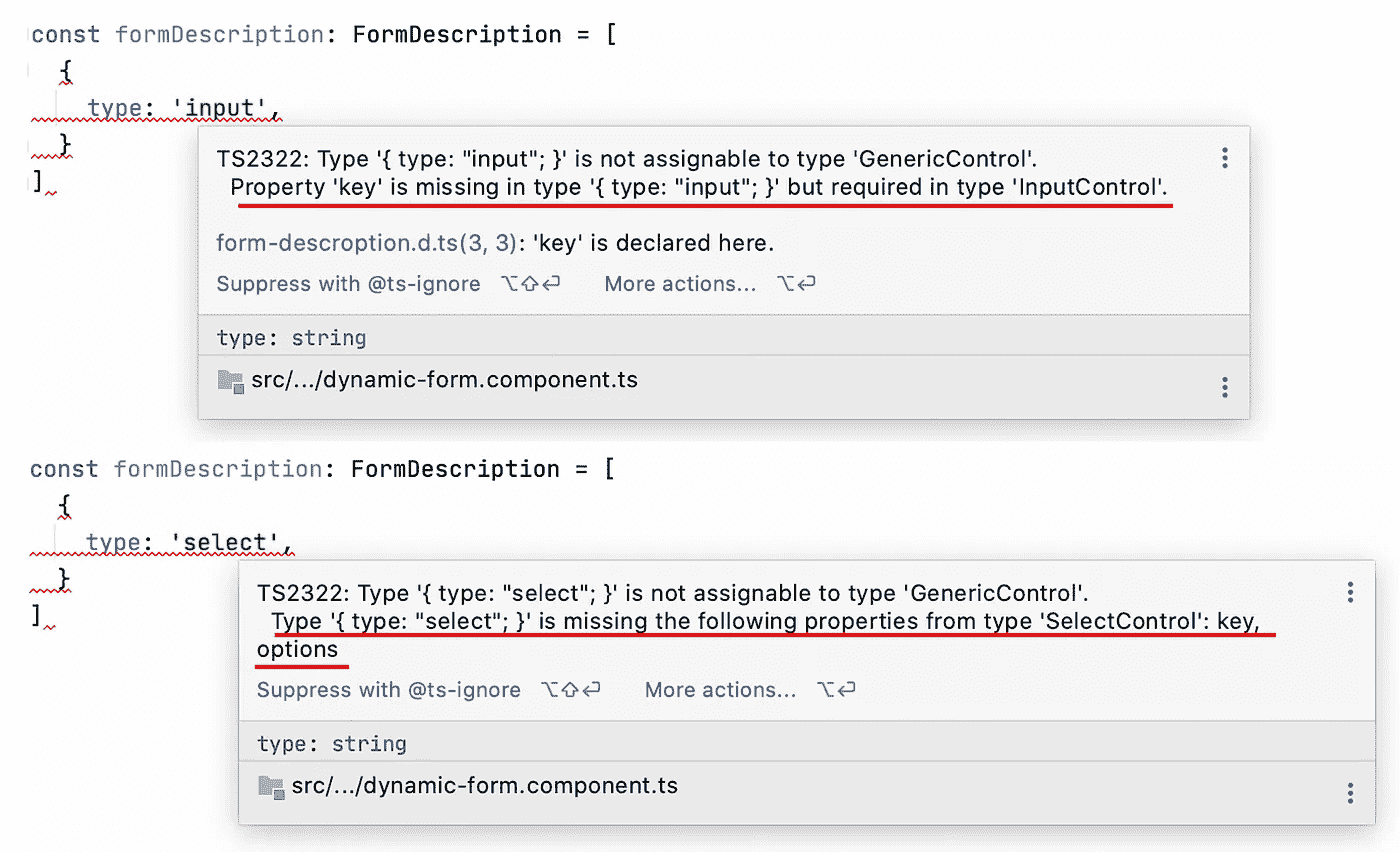 const formDescription: FormDescription = [
{
type: 'input',
}
]
TS2322: Type '{ type: "input"; }' is not assignable to type 'GenericControl'.
Property 'key' is missing in type '{ type: "input"; }' but required in type 'InputControl'.
form-descroption.d.ts(3, 3): 'key' is declared here.
Suppress with @ts-ignore ⌥⇧⏎ More actions... ⌥⏎
type: string
src/.../dynamic-form.component.ts
const formDescription: FormDescription = [
{
type: 'select',
}
]
TS2322: Type '{ type: "select"; }' is not assignable to type 'GenericControl'.
Type '{ type: "select"; }' is missing the following properties from type 'SelectControl': key,
options
Suppress with @ts-ignore ⌥⇧⏎ More actions... ⌥⏎
type: string
src/.../dynamic-form.component.ts